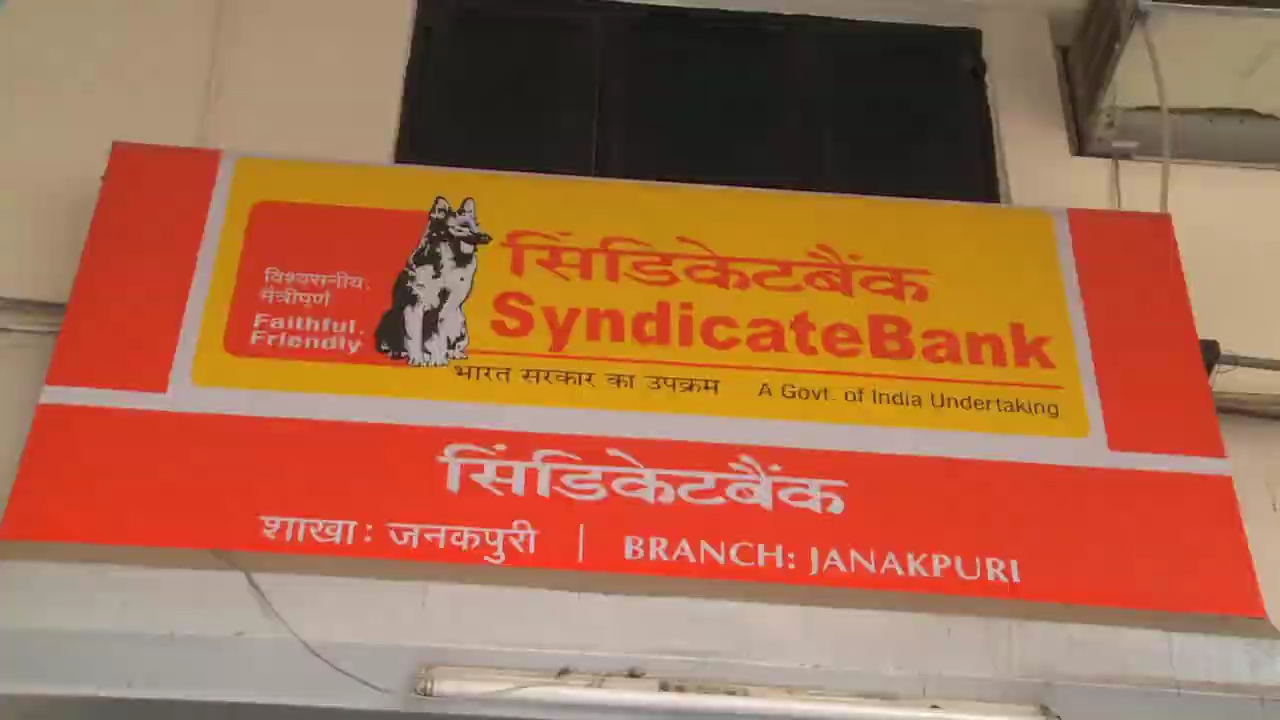 विश्वसनीय.
मैत्रीपूर्ण
Faithful.
Friendly
सिंडिकेटबैंक
SyndicateBank
भारत सरकार का उपक्रम A Govt. of India Undertaking
सिंडिकेटबैंक
शाखा: जनकपुरी | BRANCH: JANAKPURI